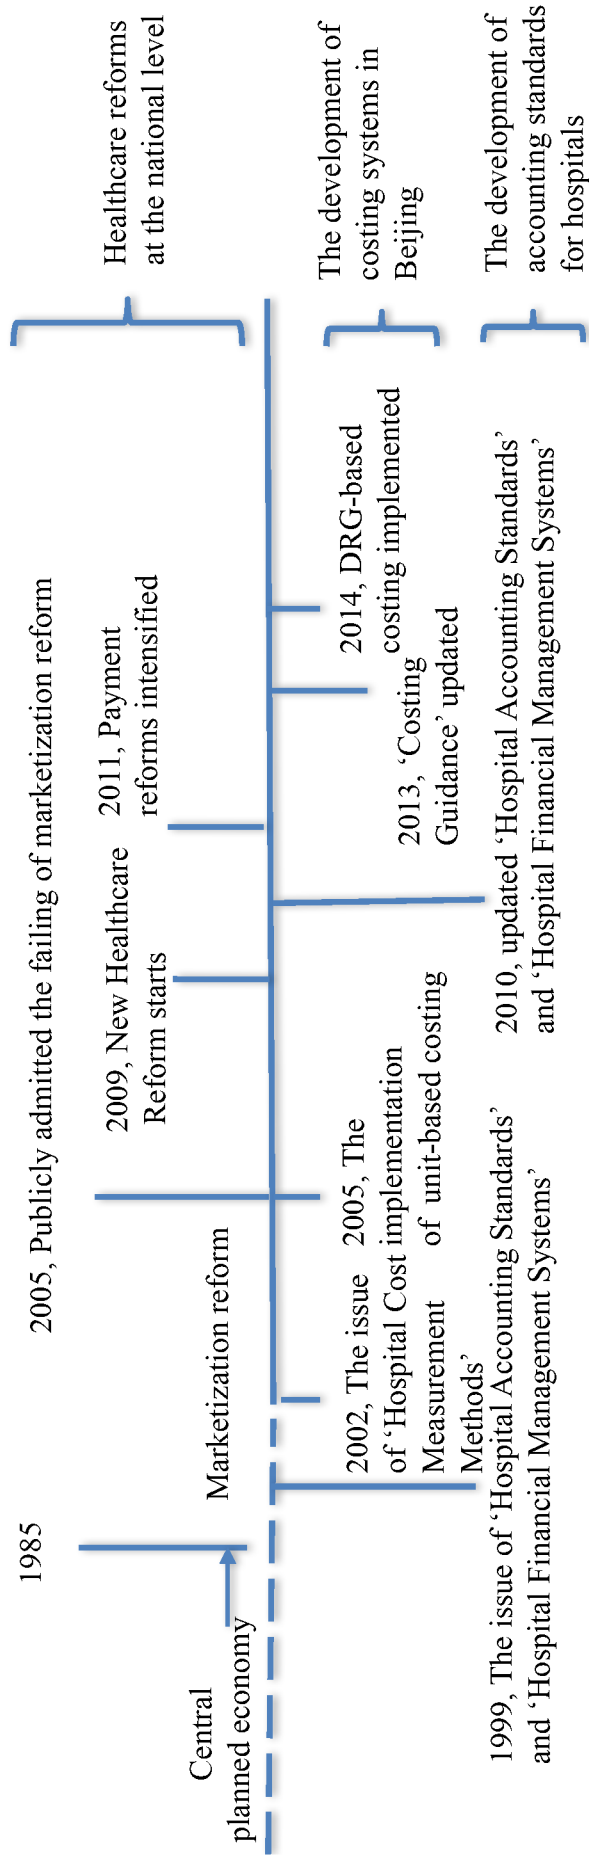 1985
2005, Publicly admitted the failing of marketization reform
Central
planned economy
Marketization reform
2009, New Healthcare
Reform starts
2011, Payment
reforms intensified
Healthcare reforms
at the national level
2002, The issue
of ‘Hospital Cost
Measurement
Methods’
2005, The
implementation
of unit-based costing
2013, ‘Costing
Guidance’ updated
2014, DRG-based
costing implemented
The development of
costing systems in
Beijing
1999, The issue of ‘Hospital Accounting Standards’
and ‘Hospital Financial Management Systems’
2010, updated ‘Hospital Accounting Standards’
and ‘Hospital Financial Management Systems’
The development of
accounting standards
for hospitals